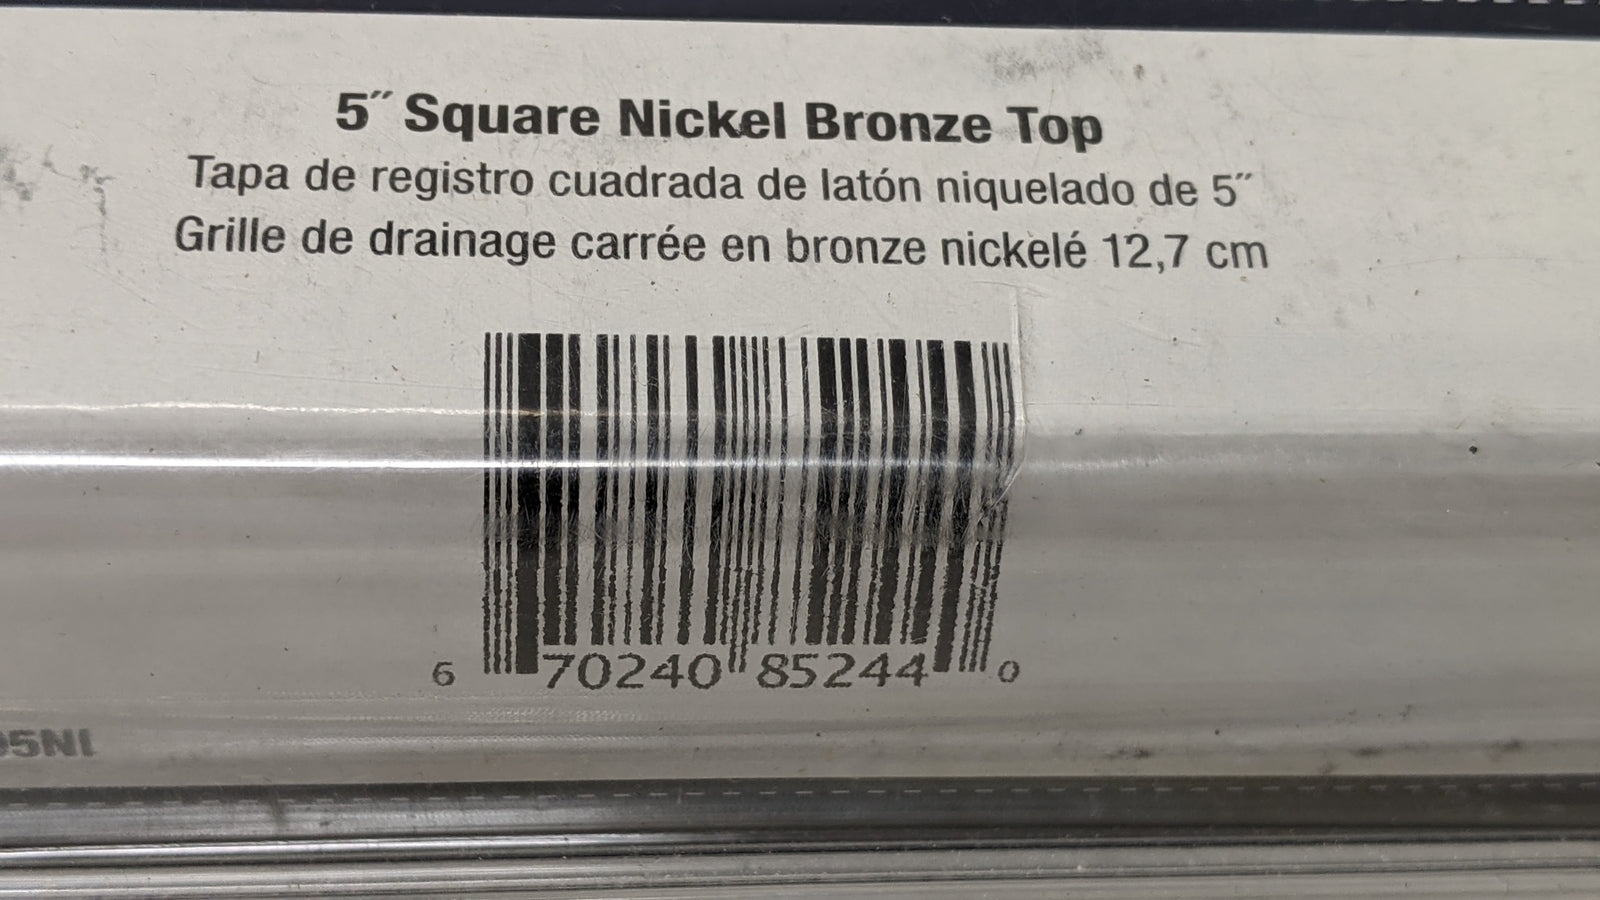 5″ Square Nickel Bronze Top
Tapa de registro cuadrada de latón niquelado de 5″
Grille de drainage carrée en bronze nickelé 12,7 cm
6 70240 85244 0